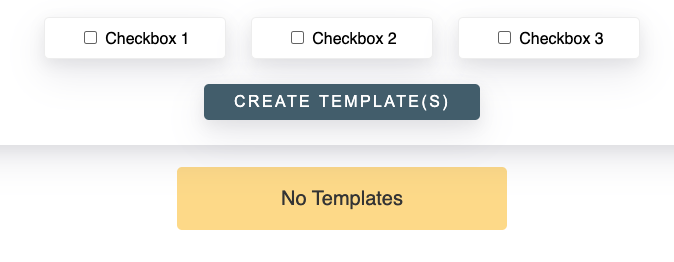 Checkbox 1 Checkbox 2 Checkbox 3
CREATE TEMPLATE(S)
No Templates